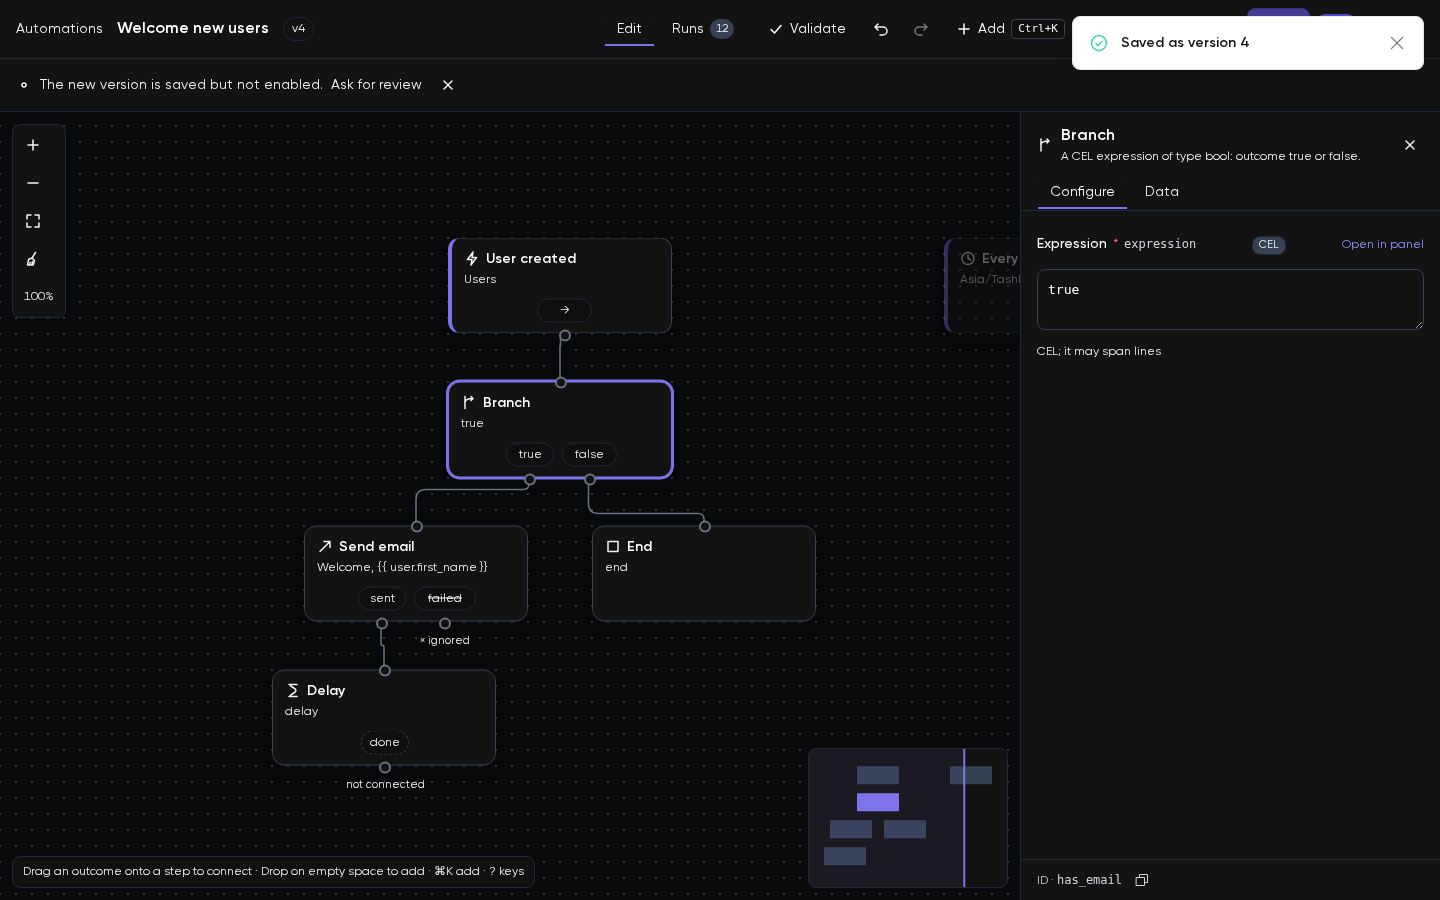 Automations Welcome new users v4
Edit Runs 12 Validate Add Ctrl+K
Saved as version 4
The new version is saved but not enabled. Ask for review
100%
User created
Users
→
Every
Asia/Tash
Branch
true
true false
Send email
Welcome, {{ user.first_name }}
sent failed
× ignored
End
end
Delay
delay
done
not connected
Drag an outcome onto a step to connect · Drop on empty space to add · ⌘K add · ? keys
Branch
A CEL expression of type bool: outcome true or false.
Configure Data
Expression * expression CEL Open in panel
true
CEL; it may span lines
ID · has_email